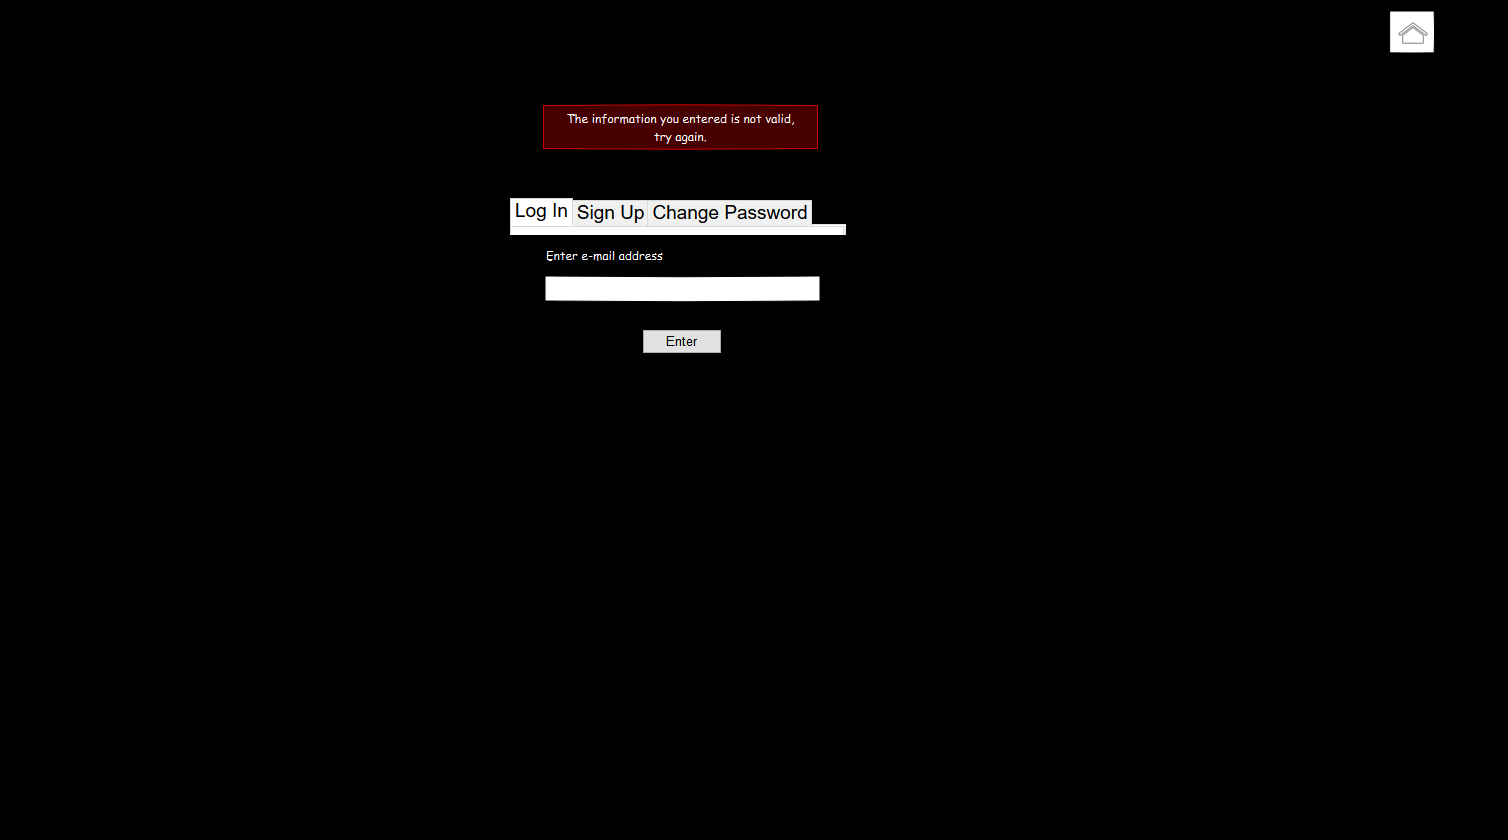 The information you entered is not valid,
try again.
Log In Sign Up Change Password
Enter e-mail address
Enter